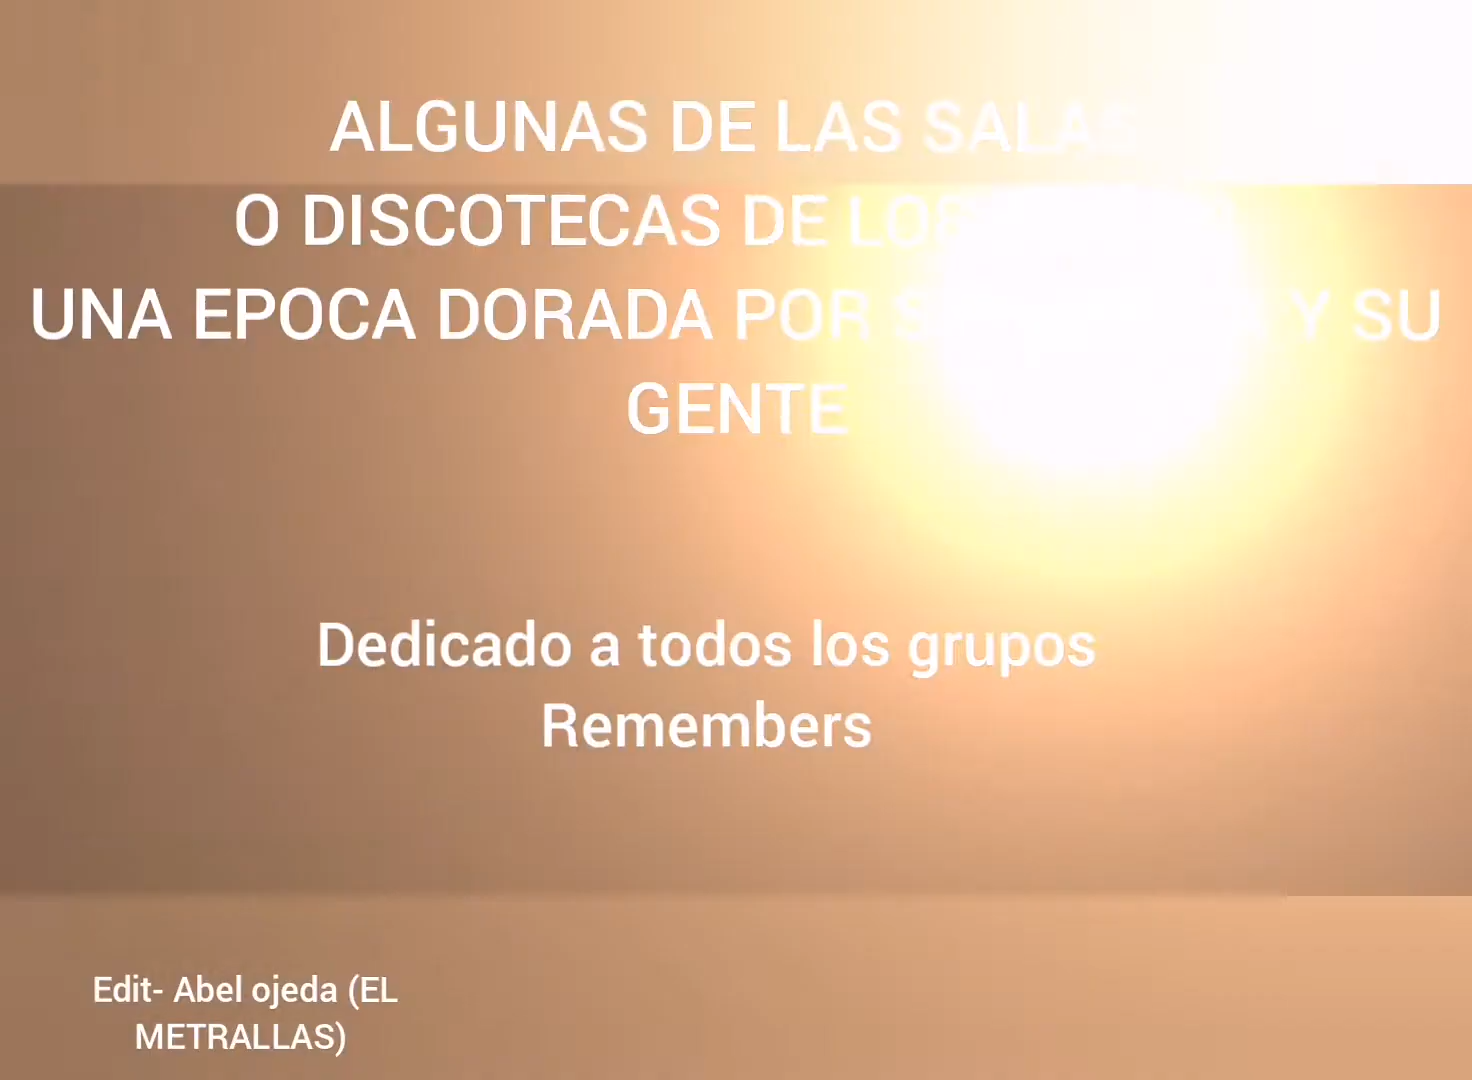 ALGUNAS DE LAS SALAS
O DISCOTECAS DE
UNA EPOCA DORADA POR Y SU
GENTE
Dedicado a todos los grupos
Remembers
Edit- Abel ojeda (EL
METRALLAS)